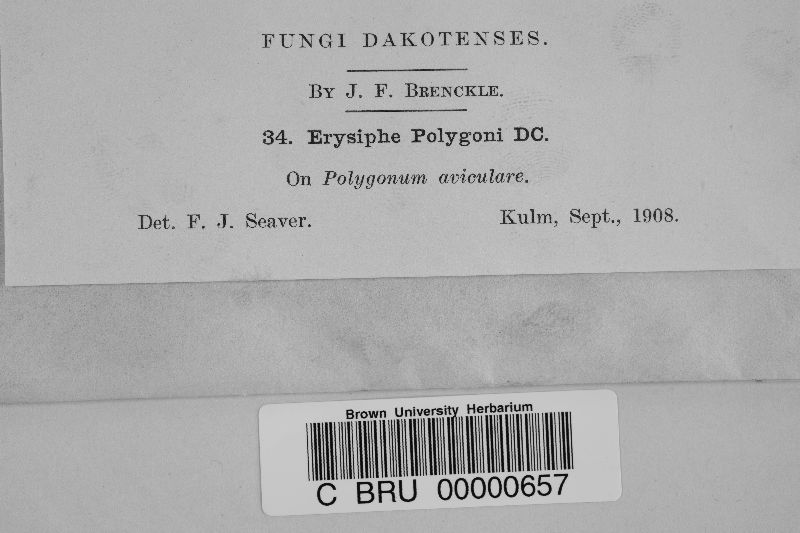 FUNGI DAKOTENSES.
By J. F. Brenckle.
34. Erysiphe Polygoni DC.
On Polygonum aviculare.
Det. F. J. Seaver. Kulm, Sept., 1908.
Brown University Herbarium
C BRU 00000657